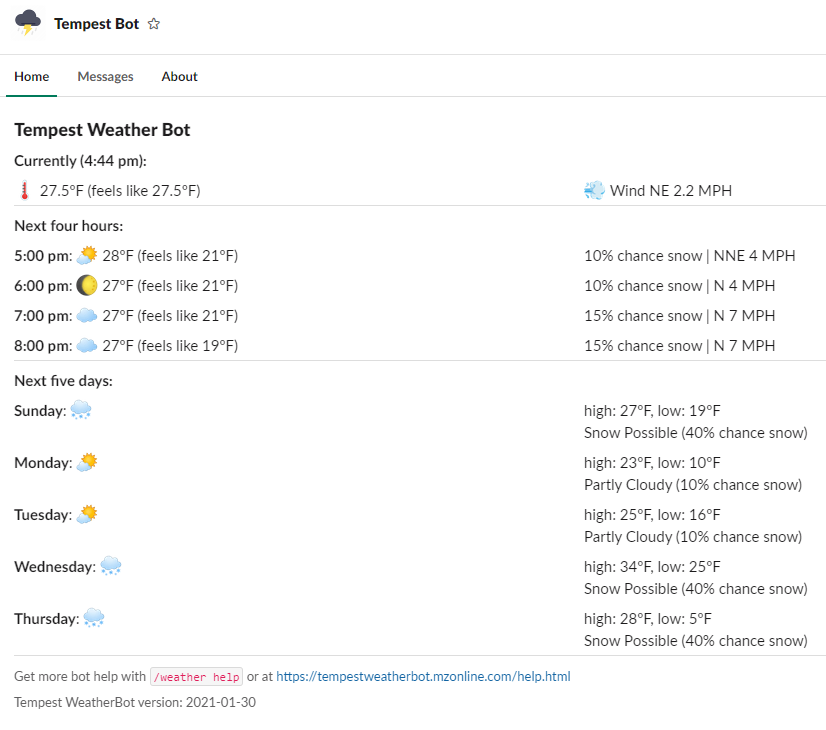 Tempest Bot
Home Messages About
Tempest Weather Bot
Currently (4:44 pm):
27.5°F (feels like 27.5°F) Wind NE 2.2 MPH
Next four hours:
5:00 pm: 28°F (feels like 21°F) 10% chance snow | NNE 4 MPH
6:00 pm: 27°F (feels like 21°F) 10% chance snow | N 4 MPH
7:00 pm: 27°F (feels like 21°F) 15% chance snow | N 7 MPH
8:00 pm: 27°F (feels like 19°F) 15% chance snow | N 7 MPH
Next five days:
Sunday: high: 27°F, low: 19°F
Snow Possible (40% chance snow)
Monday: high: 23°F, low: 10°F
Partly Cloudy (10% chance snow)
Tuesday: high: 25°F, low: 16°F
Partly Cloudy (10% chance snow)
Wednesday: high: 34°F, low: 25°F
Snow Possible (40% chance snow)
Thursday: high: 28°F, low: 5°F
Snow Possible (40% chance snow)
Get more bot help with /weather help or at https://tempestweatherbot.mzonline.com/help.html
Tempest WeatherBot version: 2021-01-30